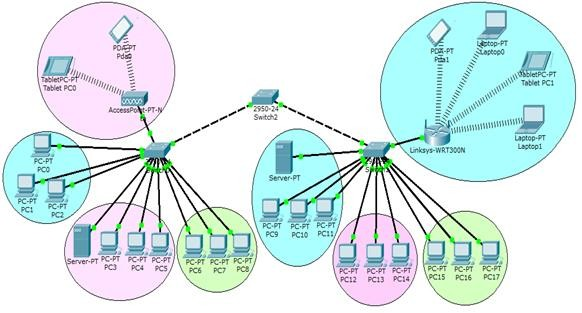 PDA-PT
Pda0
TabletPC-PT
Tablet PC0
AccessPoint-PT-N
2950-24
Switch2
PDA-PT
Pda1
Laptop-PT
Laptop0
TabletPC-PT
Tablet PC1
Linksys-WRT300N
Laptop-PT
Laptop1
PC-PT
PC0
PC-PT
PC1
PC-PT
PC2
Server-PT
PC-PT
PC3
PC-PT
PC4
PC-PT
PC5
PC-PT
PC6
PC-PT
PC7
PC-PT
PC8
Server-PT
PC-PT
PC9
PC-PT
PC10
PC-PT
PC11
PC-PT
PC12
PC-PT
PC13
PC-PT
PC14
PC-PT
PC15
PC-PT
PC16
PC-PT
PC17